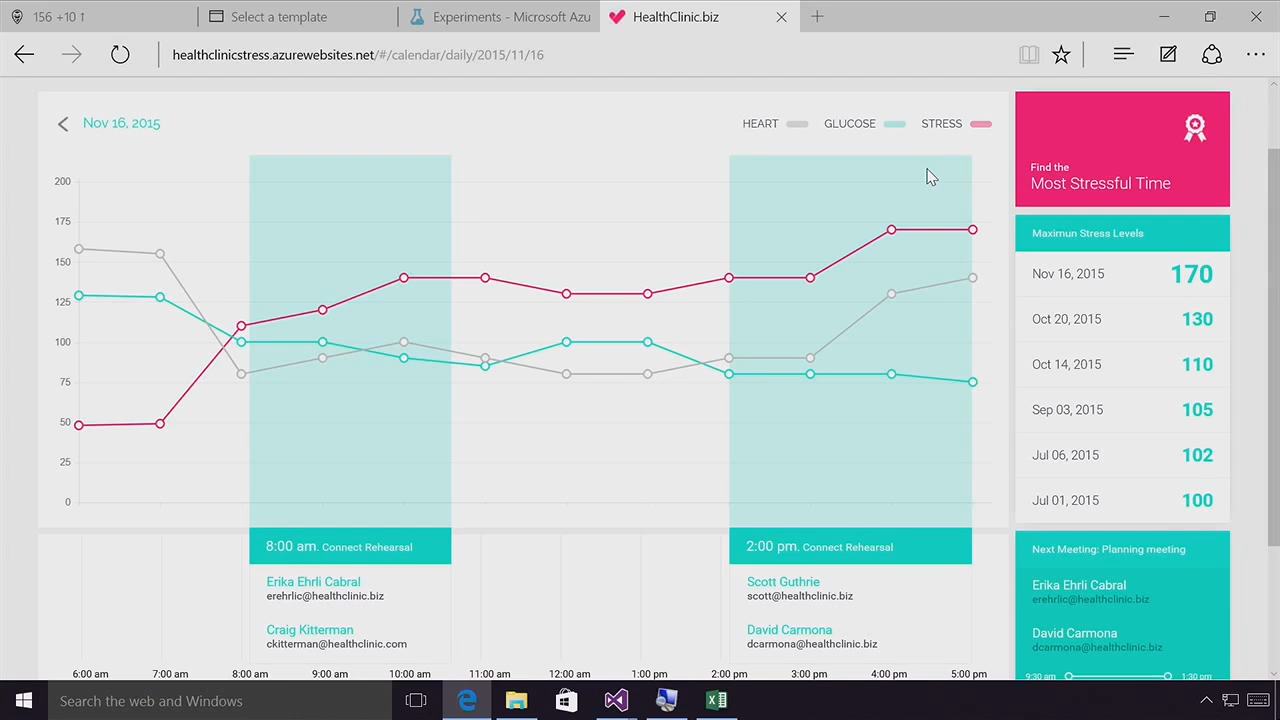 156 +10 ↑
Select a template
Experiments - Microsoft Azu
HealthClinic.biz
healthclinicstress.azurewebsites.net/#/calendar/daily/2015/11/16
Nov 16, 2015
HEART
GLUCOSE
STRESS
200
175
150
125
100
75
50
25
0
8:00 am. Connect Rehearsal
Erika Ehrli Cabral
erehrlic@healthclinic.biz
Craig Kitterman
ckitterman@healthclinic.com
2:00 pm. Connect Rehearsal
Scott Guthrie
scott@healthclinic.biz
David Carmona
dcarmona@healthclinic.biz
6:00 am
7:00 am
8:00 am
9:00 am
10:00 am
11:00 am
12:00 am
1:00 pm
2:00 pm
3:00 pm
4:00 pm
5:00 pm
Find the
Most Stressful Time
Maximun Stress Levels
Nov 16, 2015 170
Oct 20, 2015 130
Oct 14, 2015 110
Sep 03, 2015 105
Jul 06, 2015 102
Jul 01, 2015 100
Next Meeting: Planning meeting
Erika Ehrli Cabral
erehrlic@healthclinic.biz
David Carmona
dcarmona@healthclinic.biz
9:30 am
1:30 pm
Search the web and Windows